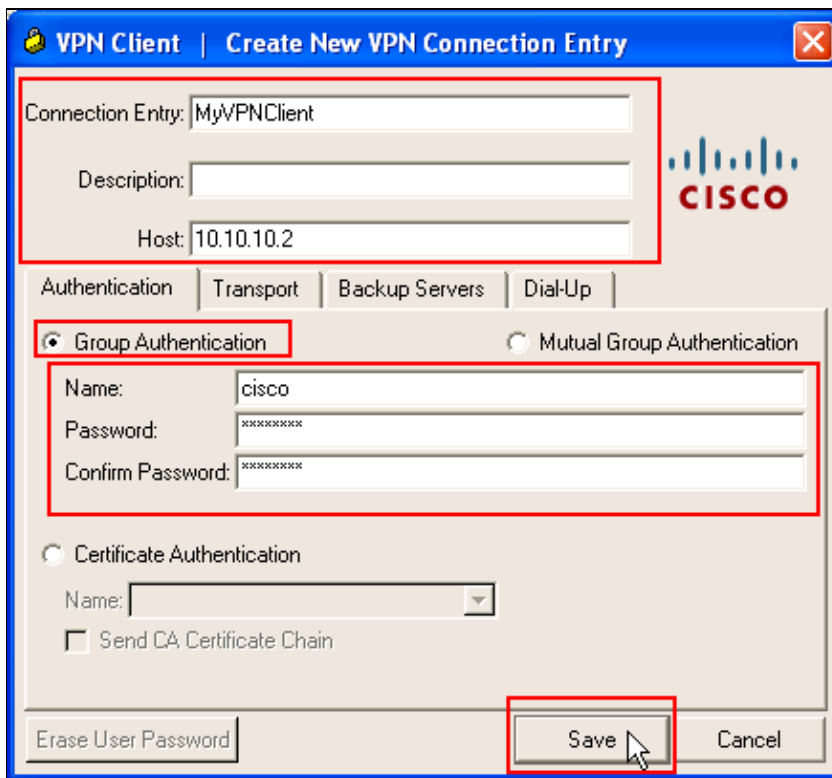 VPN Client | Create New VPN Connection Entry
Connection Entry: MyVPNClient
Description:
Host: 10.10.10.2
CISCO
Authentication Transport Backup Servers Dial-Up
Group Authentication Mutual Group Authentication
Name: cisco
Password: ********
Confirm Password: ********
Certificate Authentication
Name:
Send CA Certificate Chain
Erase User Password Save Cancel